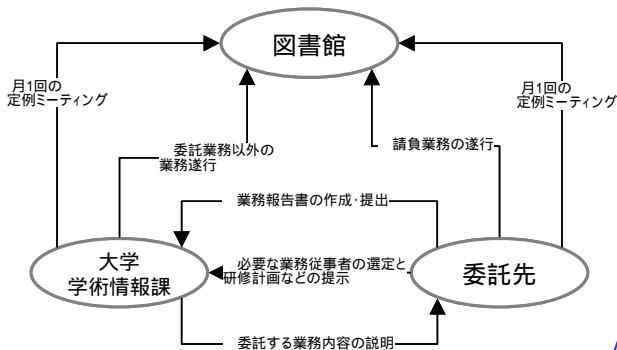 図書館
月1回の
定例ミーティング
月1回の
定例ミーティング
委託業務以外の
業務遂行
請負業務の遂行
業務報告書の作成・提出
大学
学術情報課
必要な業務従事者の選定と
研修計画などの提示
委託先
委託する業務内容の説明